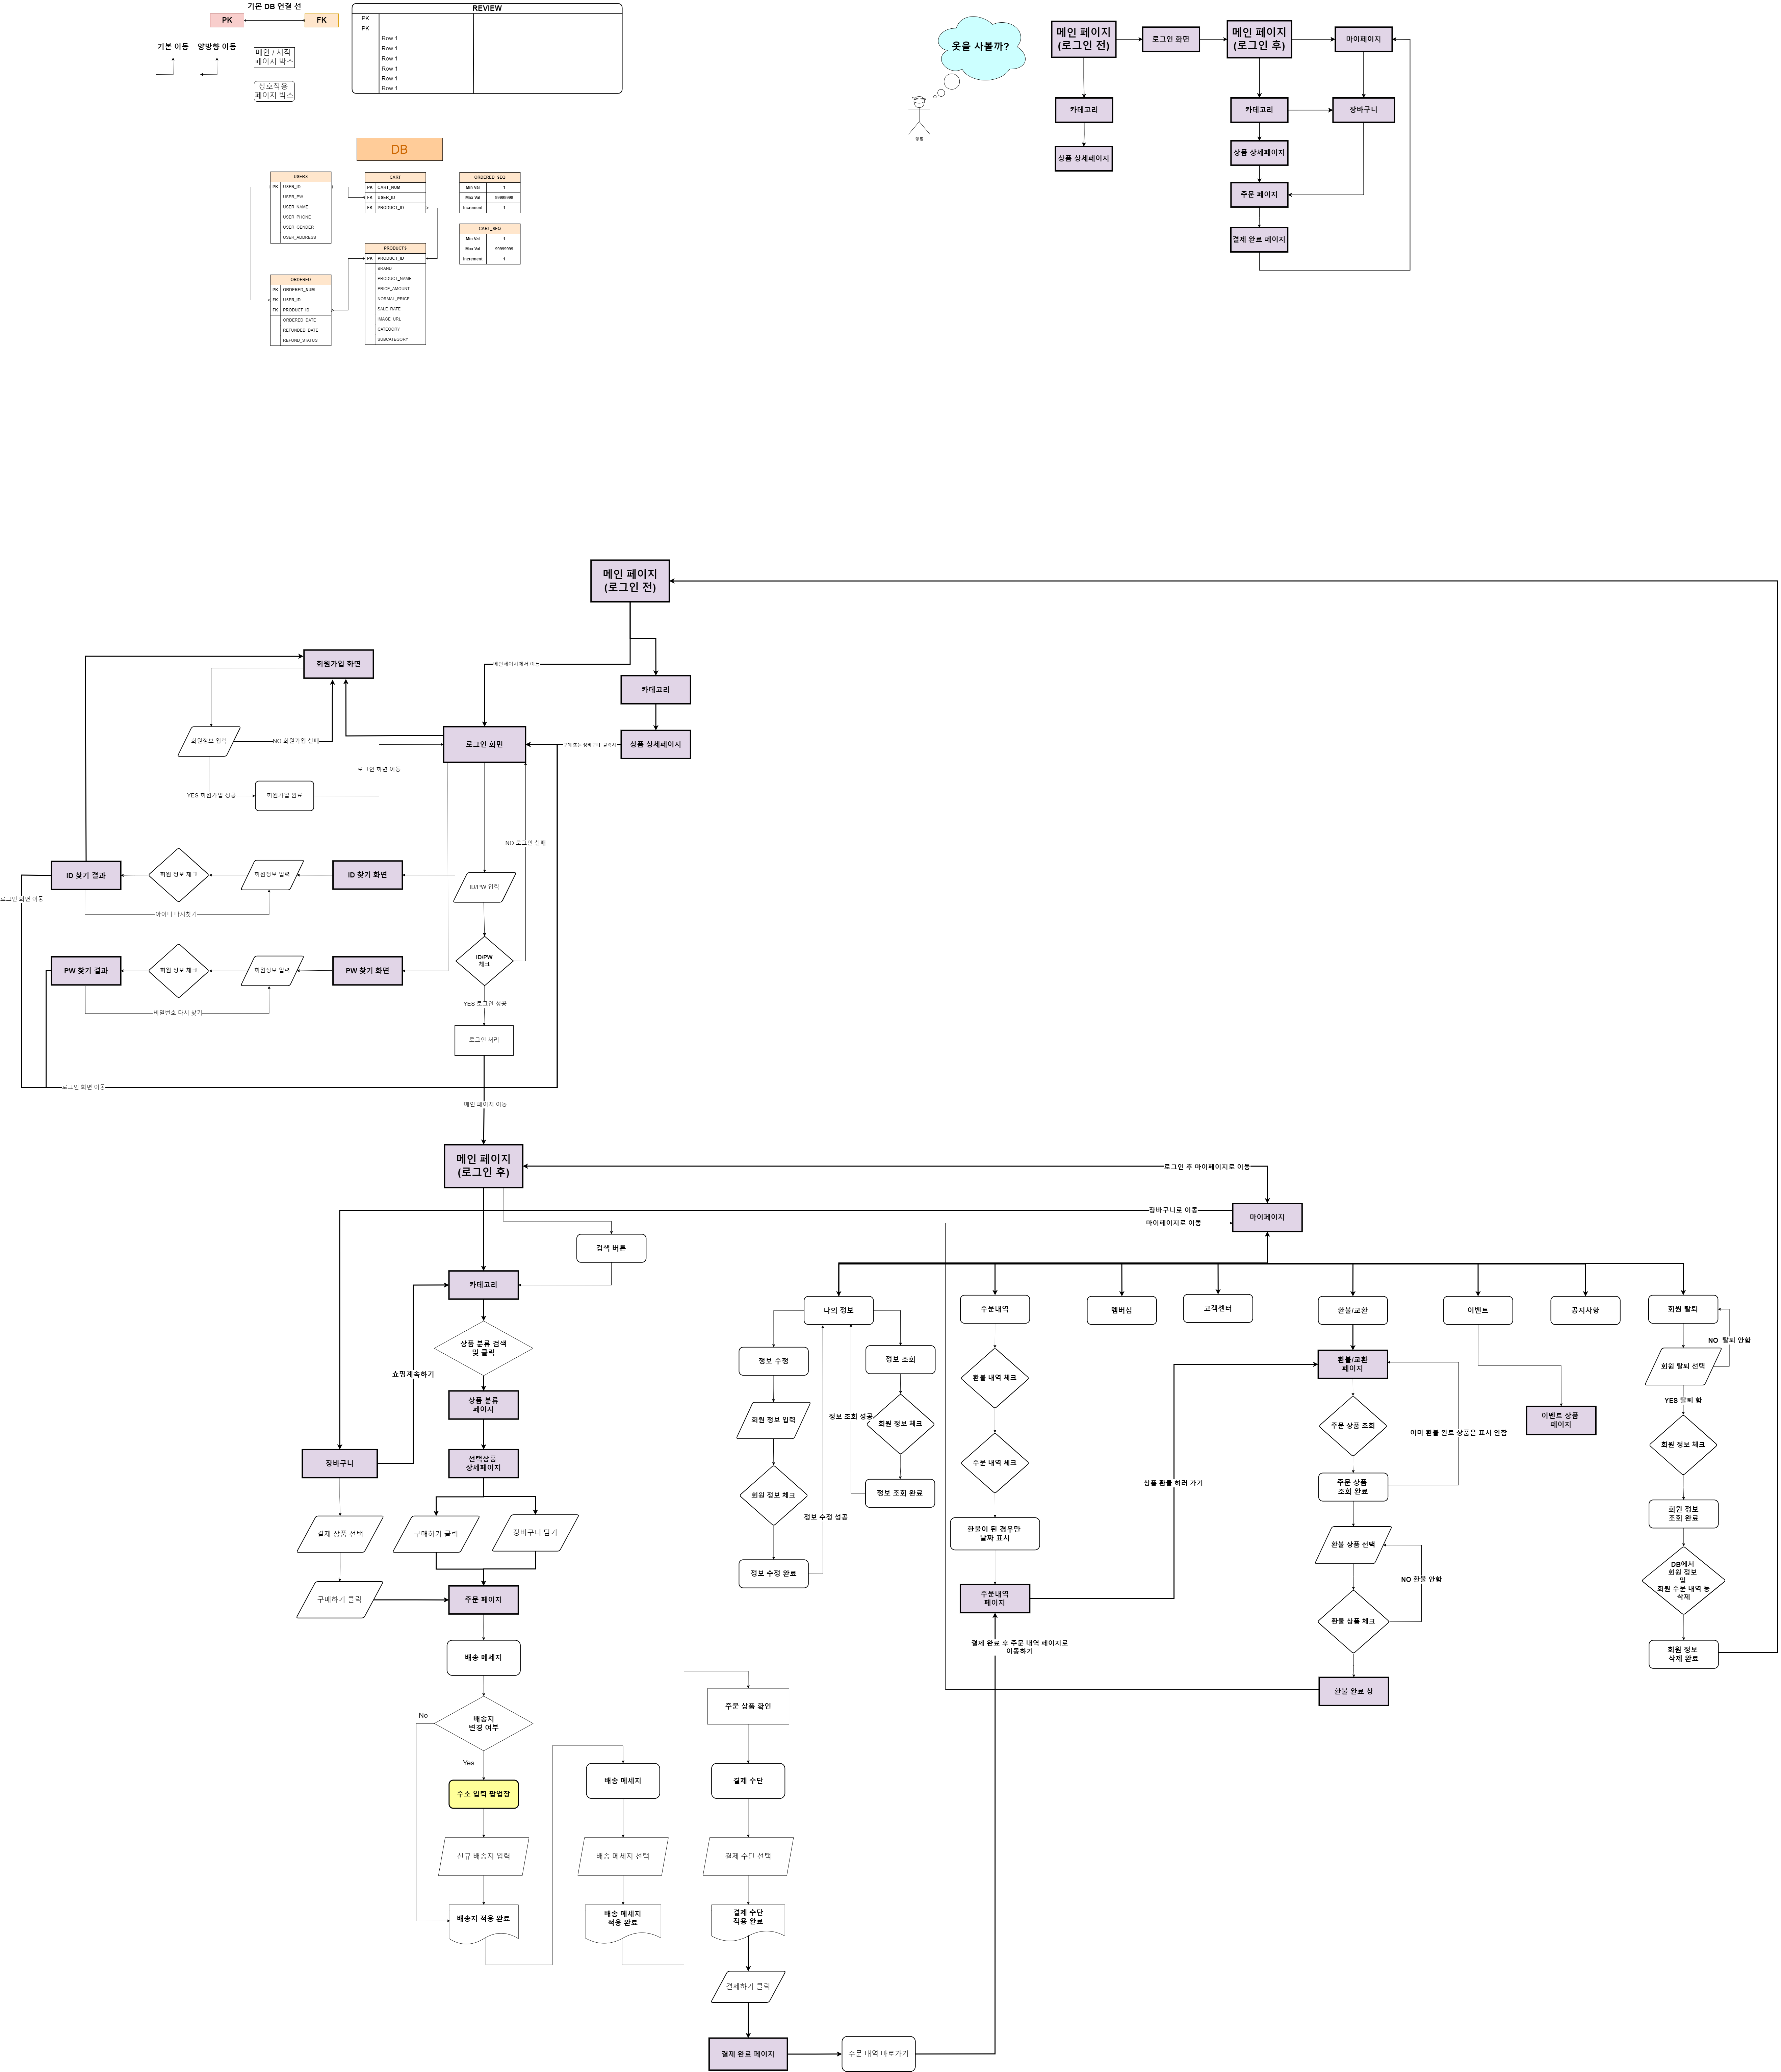 기본 DB 연결 선
PK
FK
기본 이동
양방향 이동
메인 / 시작
페이지 박스
상호작용
페이지 박스
REVIEW
PK
PK
Row 1
Row 1
Row 1
Row 1
Row 1
Row 1
옷을 사볼까?
메인 페이지
(로그인 전)
로그인 화면
메인 페이지
(로그인 후)
마이페이지
카테고리
상품 상세페이지
카테고리
장바구니
상품 상세페이지
주문 페이지
결제 완료 페이지
DB
USERS
PK USER_ID
USER_PW
USER_NAME
USER_PHONE
USER_GENDER
USER_ADDRESS
CART
PK CART_NUM
FK USER_ID
FK PRODUCT_ID
ORDERED_SEQ
Min Val 1
Max Val 99999999
Increment 1
CART_SEQ
Min Val 1
Max Val 99999999
Increment 1
PRODUCTS
PK PRODUCT_ID
BRAND
PRODUCT_NAME
PRICE_AMOUNT
NORMAL_PRICE
SALE_RATE
IMAGE_URL
CATEGORY
SUBCATEGORY
ORDERED
PK ORDERED_NUM
FK USER_ID
FK PRODUCT_ID
ORDERED_DATE
REFUNDED_DATE
REFUND_STATUS
메인 페이지
(로그인 전)
회원가입 화면
메인페이지에서 이동
카테고리
회원정보 입력
NO 회원가입 실패
로그인 화면
구매 또는 장바구니 클릭시
상품 상세페이지
로그인 화면 이동
YES 회원가입 성공
회원가입 완료
NO 로그인 실패
ID 찾기 결과
회원 정보 체크
회원정보 입력
ID 찾기 화면
ID/PW 입력
로그인 화면 이동
아이디 다시찾기
PW 찾기 결과
회원 정보 체크
회원정보 입력
PW 찾기 화면
ID/PW
체크
비밀번호 다시 찾기
YES 로그인 성공
로그인 처리
로그인 화면 이동
메인 페이지 이동
메인 페이지
(로그인 후)
로그인 후 마이페이지로 이동
장바구니로 이동
마이페이지로 이동
마이페이지
검색 버튼
카테고리
상품 분류 검색
및 클릭
쇼핑계속하기
상품 분류
페이지
장바구니
선택상품
상세페이지
결제 상품 선택
구매하기 클릭
장바구니 담기
구매하기 클릭
주문 페이지
배송 메세지
No
배송지
변경 여부
Yes
주소 입력 팝업창
신규 배송지 입력
배송지 적용 완료
배송 메세지
배송 메세지 선택
배송 메세지
적용 완료
주문 상품 확인
결제 수단
결제 수단 선택
결제 수단
적용 완료
결제하기 클릭
결제 완료 페이지
주문 내역 바로가기
나의 정보
정보 수정
정보 조회
회원 정보 입력
정보 조회 성공
회원 정보 체크
회원 정보 체크
정보 조회 완료
정보 수정 성공
정보 수정 완료
주문내역
환불 내역 체크
주문 내역 체크
환불이 된 경우만
날짜 표시
주문내역
페이지
결제 완료 후 주문 내역 페이지로
이동하기
상품 환불 하러 가기
멤버십
고객센터
환불/교환
환불/교환
페이지
주문 상품 조회
이미 환불 완료 상품은 표시 안함
주문 상품
조회 완료
환불 상품 선택
NO 환불 안함
환불 상품 체크
환불 완료 창
이벤트
이벤트 상품
페이지
공지사항
회원 탈퇴
NO 탈퇴 안함
회원 탈퇴 선택
YES 탈퇴 함
회원 정보 체크
회원 정보
조회 완료
DB에서
회원 정보
및
회원 주문 내역 등
삭제
회원 정보
삭제 완료